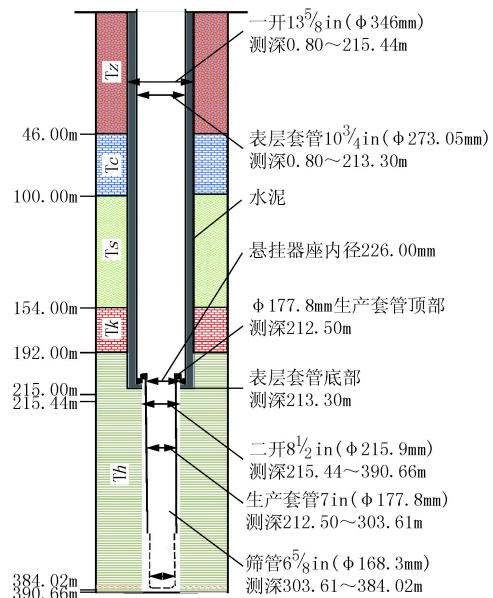 一开13 5/8in(φ346mm)
测深0.80～215.44m
Tz
46.00m
表层套管10 3/4in(φ273.05mm)
测深0.80～213.30m
Tc
100.00m
水泥
Ts
悬挂器座内径226.00mm
154.00m
φ177.8mm生产套管顶部
测深212.50m
Tk
192.00m
表层套管底部
测深213.30m
215.00m
215.44m
二开8 1/2in(φ215.9mm)
测深215.44～390.66m
Th
生产套管7in(φ177.8mm)
测深212.50～303.61m
筛管6 5/8in(φ168.3mm)
测深303.61～384.02m
384.02m
390.66m